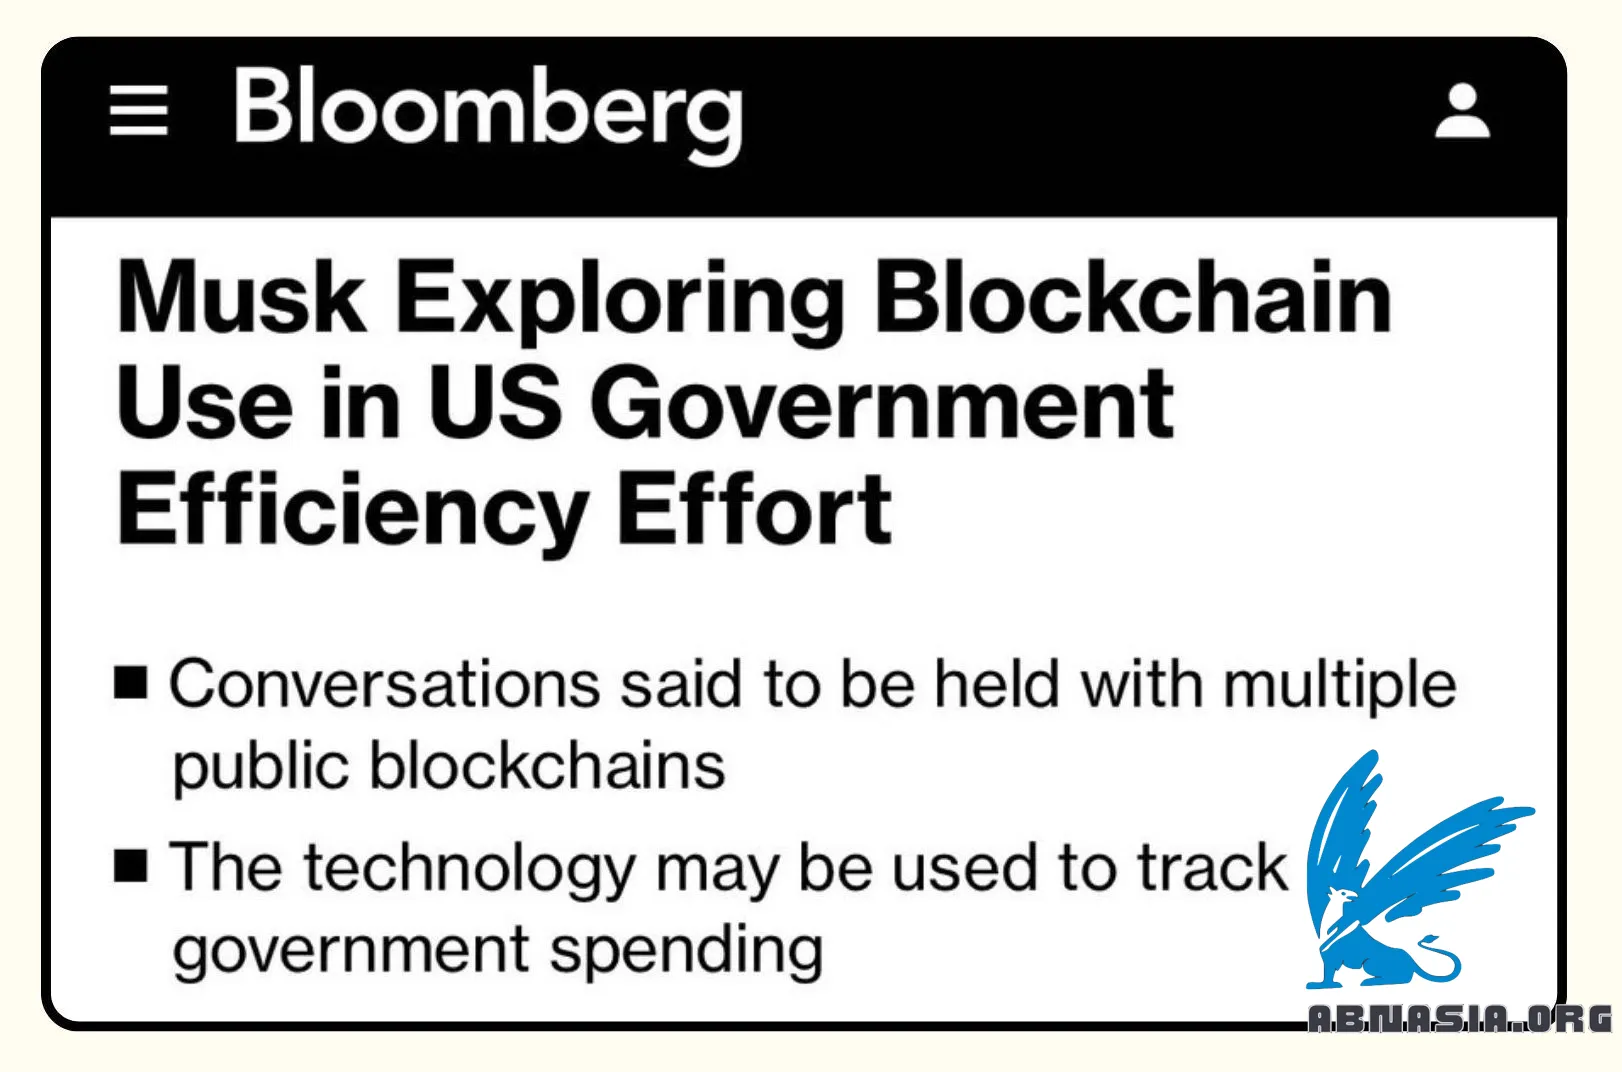 Bloomberg
Musk Exploring Blockchain
Use in US Government
Efficiency Effort
■ Conversations said to be held with multiple
public blockchains
■ The technology may be used to track
government spending
ABNASIA.ORG